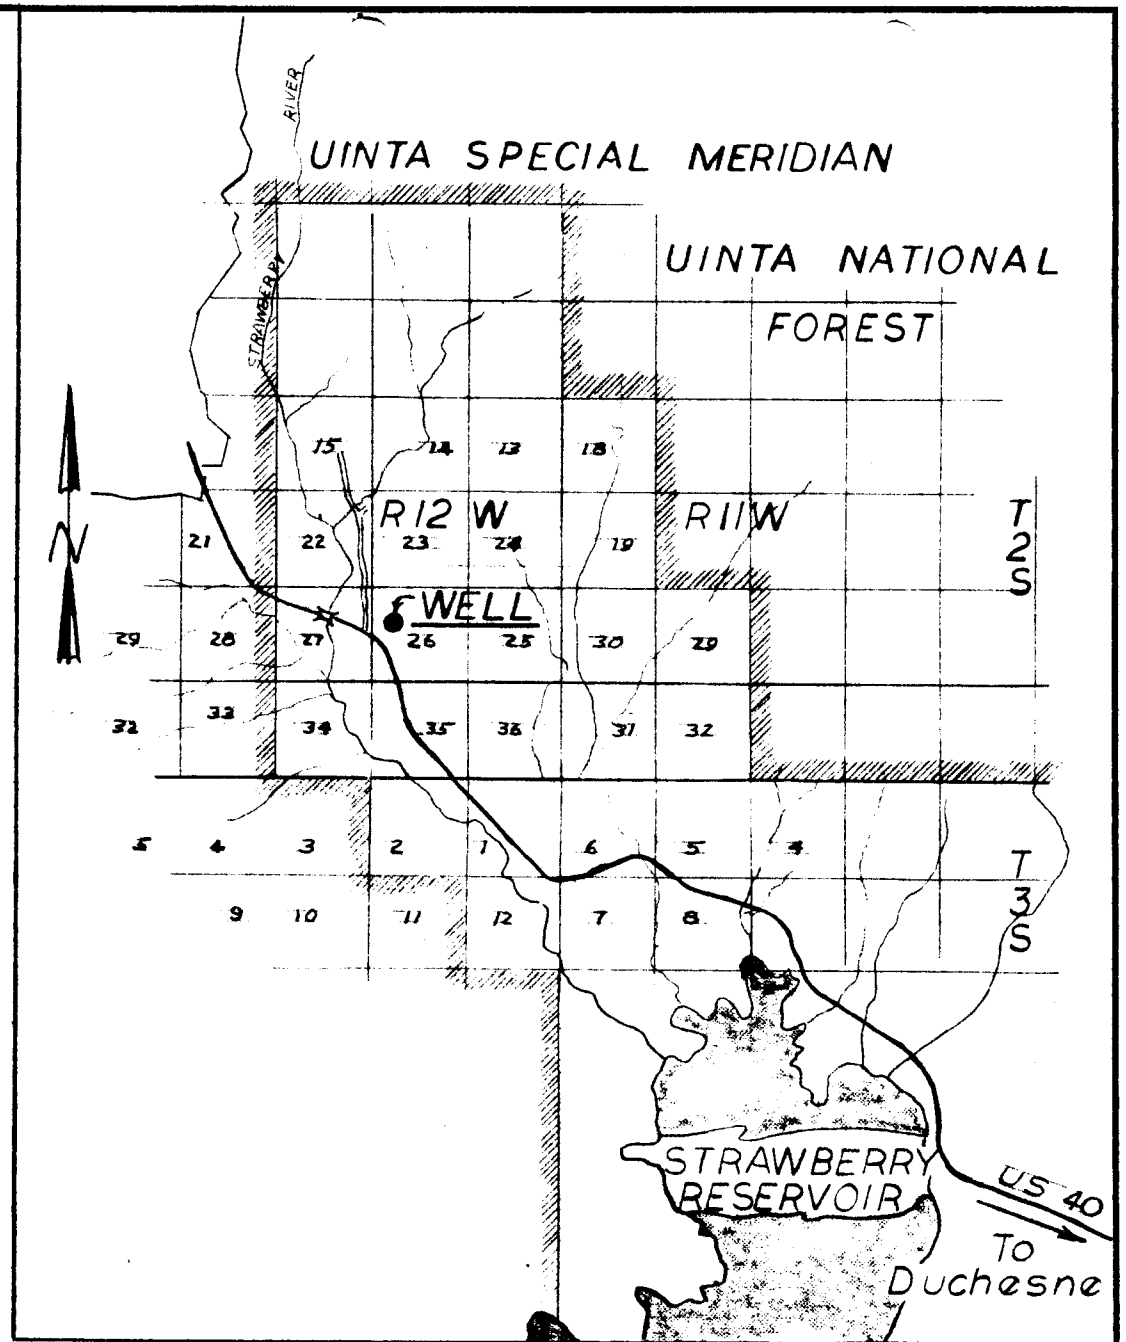 RIVER
UINTA SPECIAL MERIDIAN
UINTA NATIONAL
FOREST
STRAWBERRY
15 14 13 18
R12 W R11W
T
2
S
N
21 22 23 24 19
WELL
29 28 27 26 25 30 29
32 33 34 35 36 31 32
5 4 3 2 1 6 5 4
T
3
S
9 10 11 12 7 8
STRAWBERRY
RESERVOIR
US 40
To
Duchesne